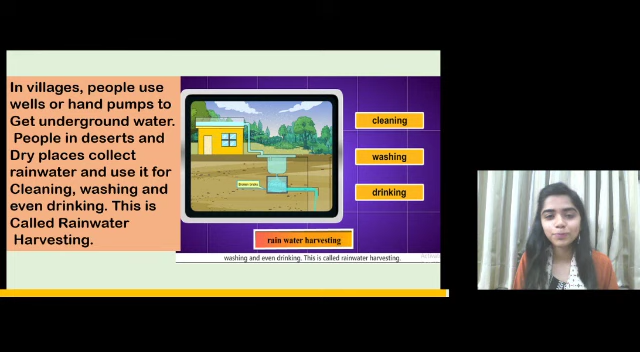 In villages, people use
wells or hand pumps to
Get underground water.
People in deserts and
Dry places collect
rainwater and use it for
Cleaning, washing and
even drinking. This is
Called Rainwater
Harvesting.
cleaning
washing
drinking
rain water harvesting
washing and even drinking. This is called rainwater harvesting.